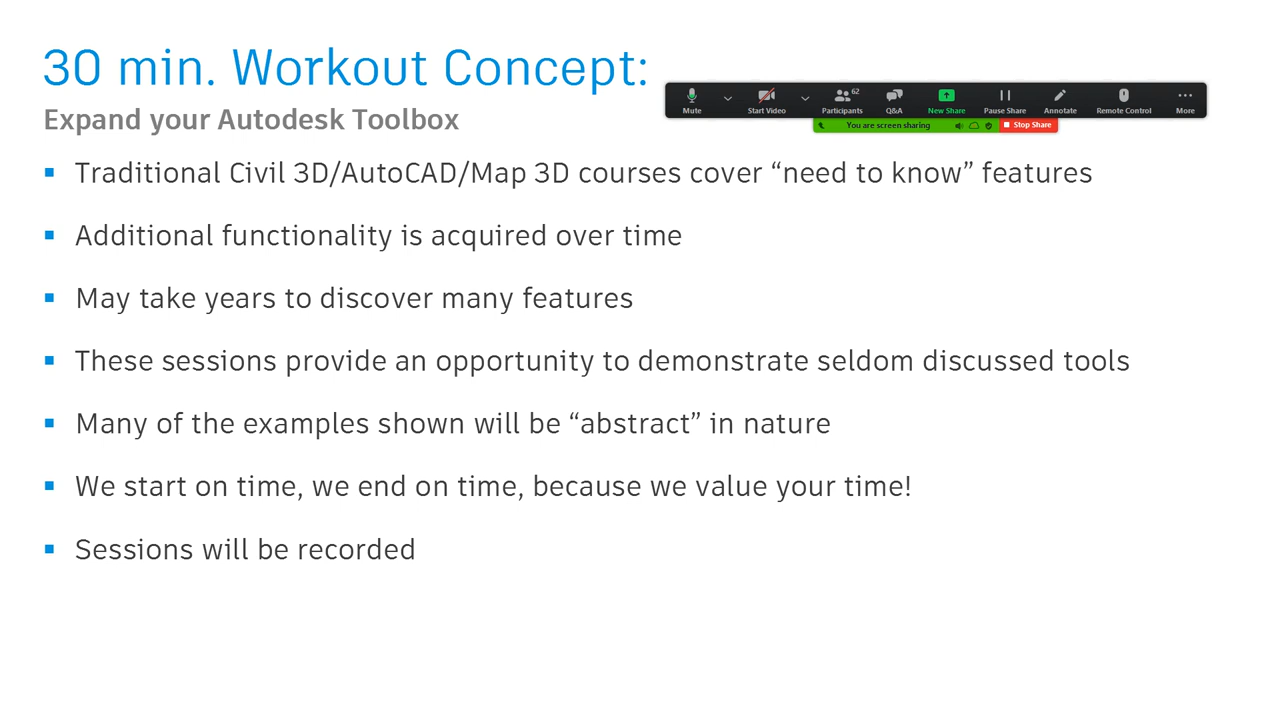 30 min. Workout Concept:
Expand your Autodesk Toolbox
62
Mute
Start Video
Participants
Q&A
New Share
Pause Share
Annotate
Remote Control
More
You are screen sharing
Stop Share
Traditional Civil 3D/AutoCAD/Map 3D courses cover “need to know” features
Additional functionality is acquired over time
May take years to discover many features
These sessions provide an opportunity to demonstrate seldom discussed tools
Many of the examples shown will be “abstract” in nature
We start on time, we end on time, because we value your time!
Sessions will be recorded